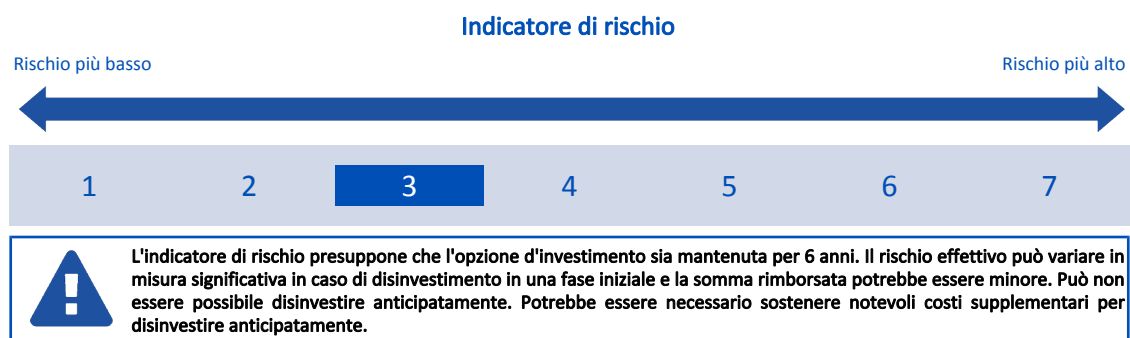 Indicatore di rischio
Rischio più basso
Rischio più alto
1 2 3 4 5 6 7
L'indicatore di rischio presuppone che l'opzione d'investimento sia mantenuta per 6 anni. Il rischio effettivo può variare in
misura significativa in caso di disinvestimento in una fase iniziale e la somma rimborsata potrebbe essere minore. Può non
essere possibile disinvestire anticipatamente. Potrebbe essere necessario sostenere notevoli costi supplementari per
disinvestire anticipatamente.